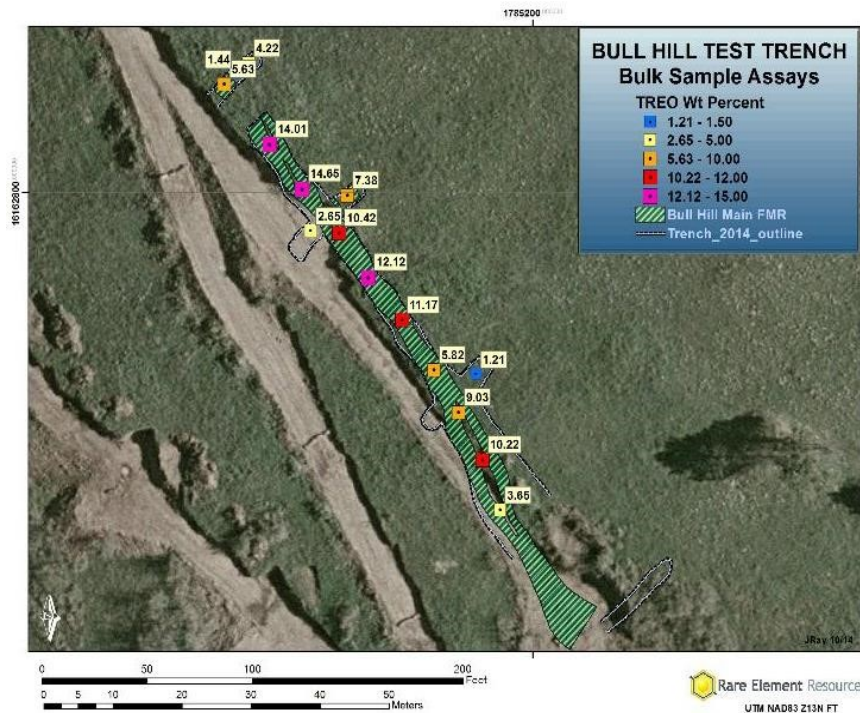 1785200
16162800
BULL HILL TEST TRENCH
Bulk Sample Assays
TREO Wt Percent
1.21 - 1.50
2.65 - 5.00
5.63 - 10.00
10.22 - 12.00
12.12 - 15.00
Bull Hill Main FMR
Trench_2014_outline
4.22
1.44
5.63
14.01
14.65
7.38
2.65
10.42
12.12
11.17
5.82
1.21
9.03
10.22
3.65
JRay 10/14
0 50 100 200
Feet
0 5 10 20 30 40 50
Meters
Rare Element Resource
UTM NAD83 Z13N FT